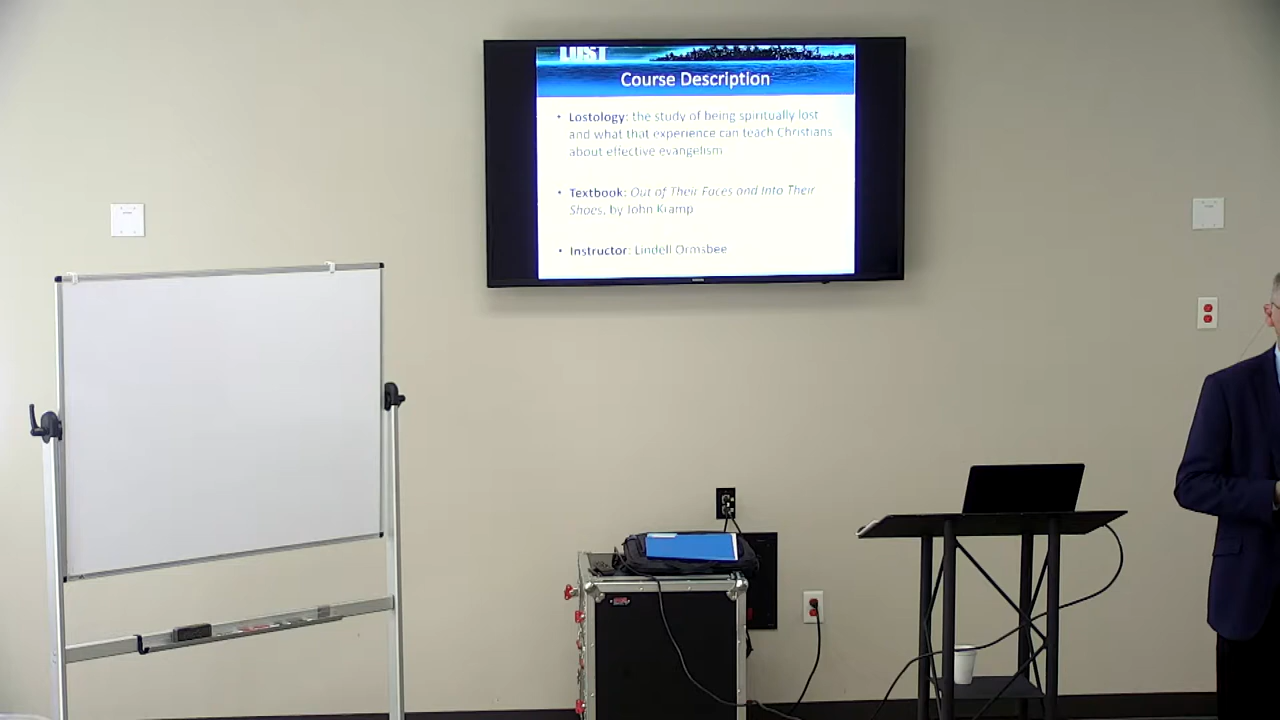 LOST
Course Description
• Lostology: the study of being spiritually lost
and what that experience can teach Christians
about effective evangelism
• Textbook: Out of Their Faces and Into Their
Shoes, by John Kramp
• Instructor: Lindell Ormsbee